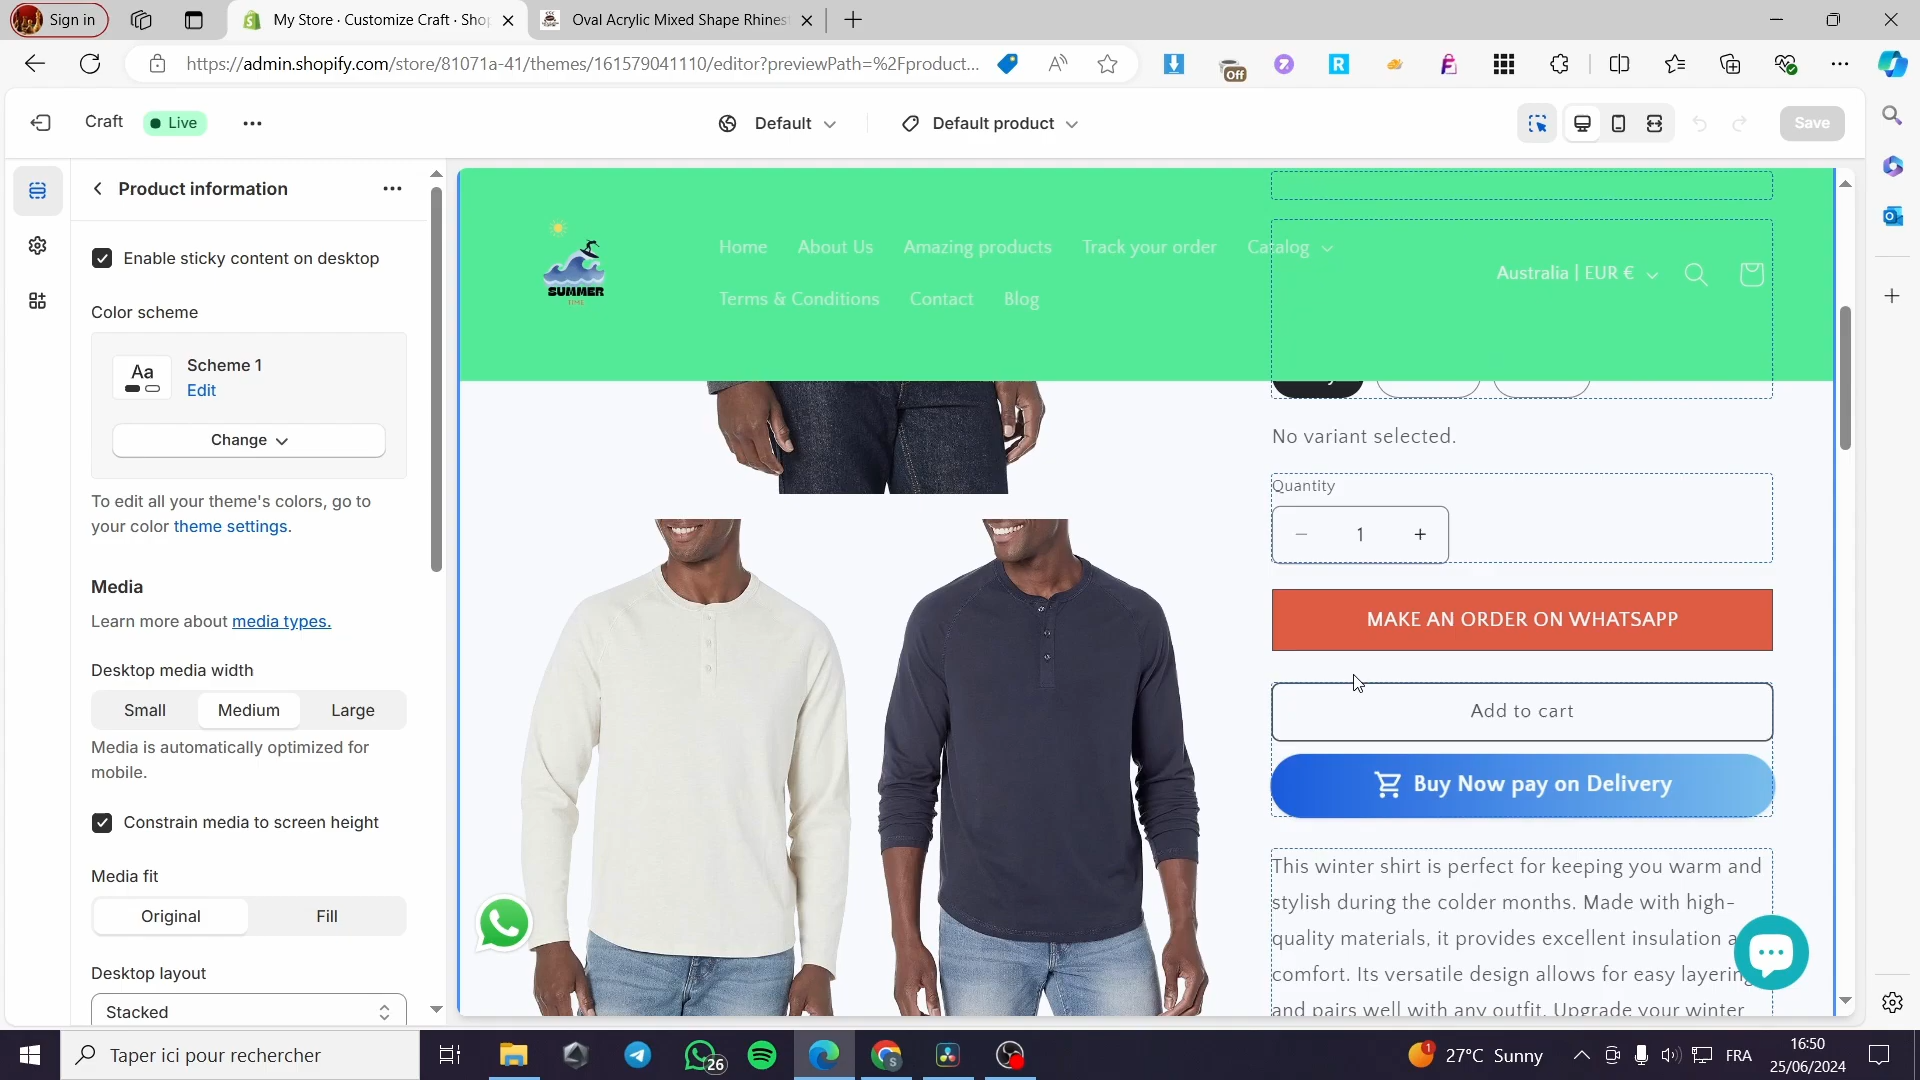 Sign in
My Store · Customize Craft · Shop
Oval Acrylic Mixed Shape Rhines
https://admin.shopify.com/store/81071a-41/themes/161579041110/editor?previewPath=%2Fproduct...
Off
Craft
Live
Default
Default product
Save
Product information
Enable sticky content on desktop
Color scheme
Aa
Scheme 1
Edit
Change
To edit all your theme's colors, go to
your color theme settings.
Media
Learn more about media types.
Desktop media width
Small
Medium
Large
Media is automatically optimized for
mobile.
Constrain media to screen height
Media fit
Original
Fill
Desktop layout
Stacked
SUMMER
TIME
Home
About Us
Amazing products
Track your order
Catalog
Terms & Conditions
Contact
Blog
Australia | EUR €
No variant selected.
Quantity
1
MAKE AN ORDER ON WHATSAPP
Add to cart
Buy Now pay on Delivery
This winter shirt is perfect for keeping you warm and
stylish during the colder months. Made with high-
quality materials, it provides excellent insulation a
comfort. Its versatile design allows for easy layering
and pairs well with any outfit. Upgrade your winter
Taper ici pour rechercher
26
1
27°C Sunny
FRA
16:50
25/06/2024